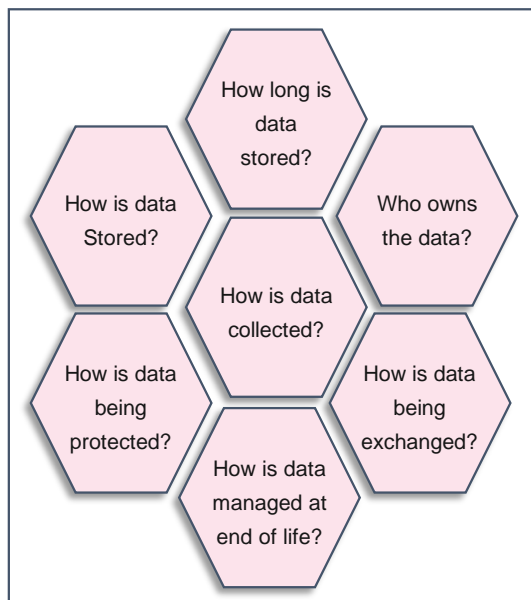 How long is
data
stored?
How is data
Stored?
Who owns
the data?
How is data
collected?
How is data
being
protected?
How is data
being
exchanged?
How is data
managed at
end of life?